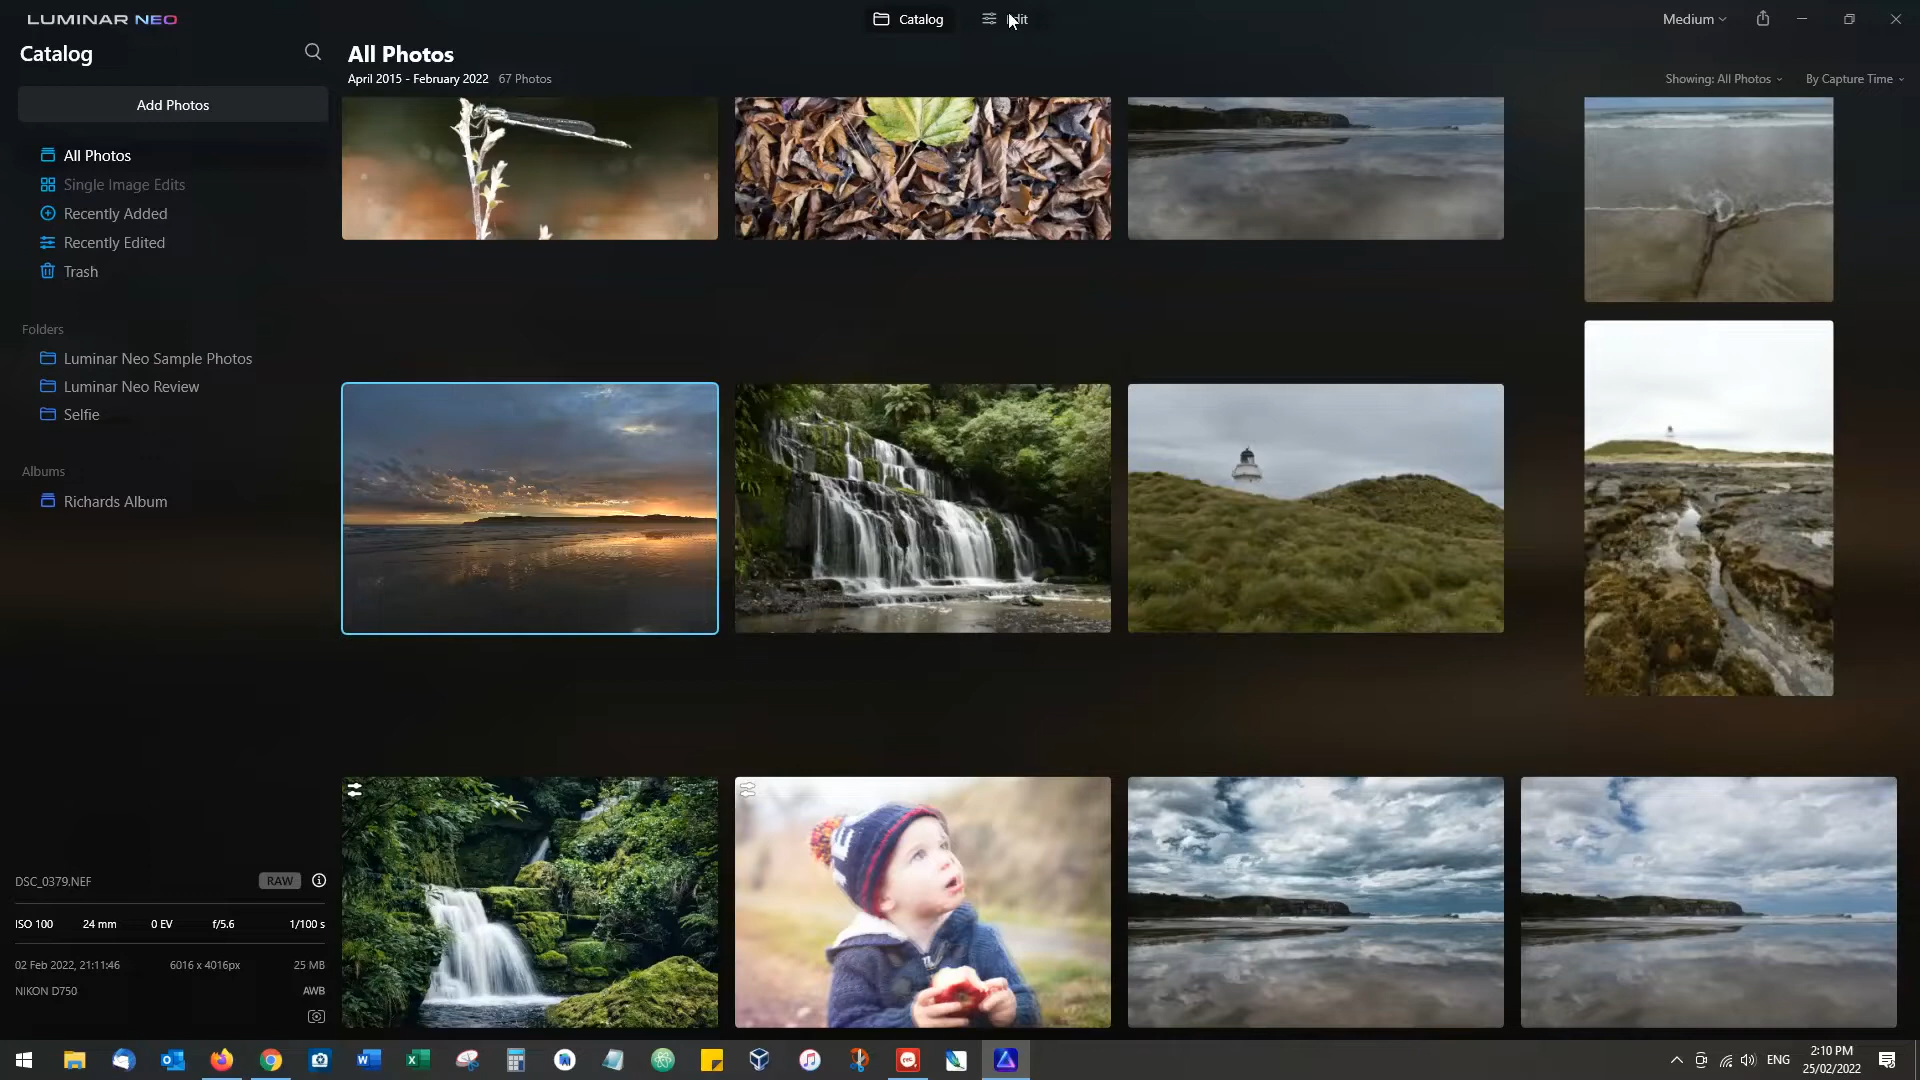 LUMINAR NEO
Catalog
Medium
Catalog
All Photos
April 2015 - February 2022 67 Photos
Showing: All Photos
By Capture Time
Add Photos
All Photos
Single Image Edits
Recently Added
Recently Edited
Trash
Folders
Luminar Neo Sample Photos
Luminar Neo Review
Selfie
Albums
Richards Album
DSC_0379.NEF RAW
ISO 100 24 mm 0 EV f/5.6 1/100 s
02 Feb 2022, 21:11:46 6016 x 4016px 25 MB
NIKON D750 AWB
ENG
2:10 PM
25/02/2022